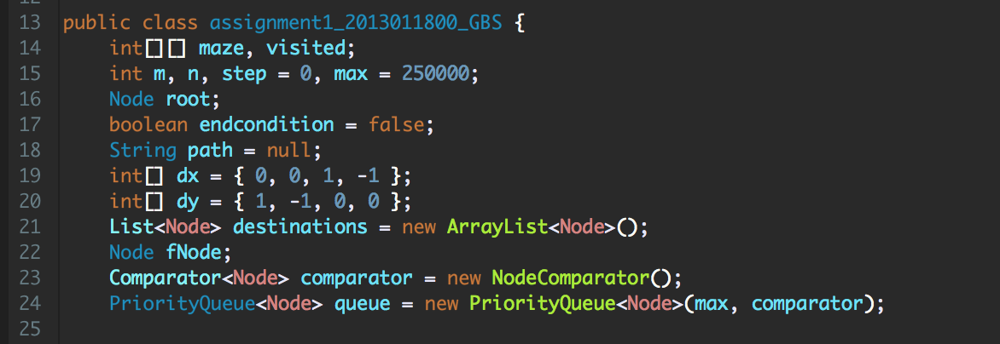 13 public class assignment1_2013011800_GBS {
14 int[][] maze, visited;
15 int m, n, step = 0, max = 250000;
16 Node root;
17 boolean endcondition = false;
18 String path = null;
19 int[] dx = { 0, 0, 1, -1 };
20 int[] dy = { 1, -1, 0, 0 };
21 List<Node> destinations = new ArrayList<Node>();
22 Node fNode;
23 Comparator<Node> comparator = new NodeComparator();
24 PriorityQueue<Node> queue = new PriorityQueue<Node>(max, comparator);
25